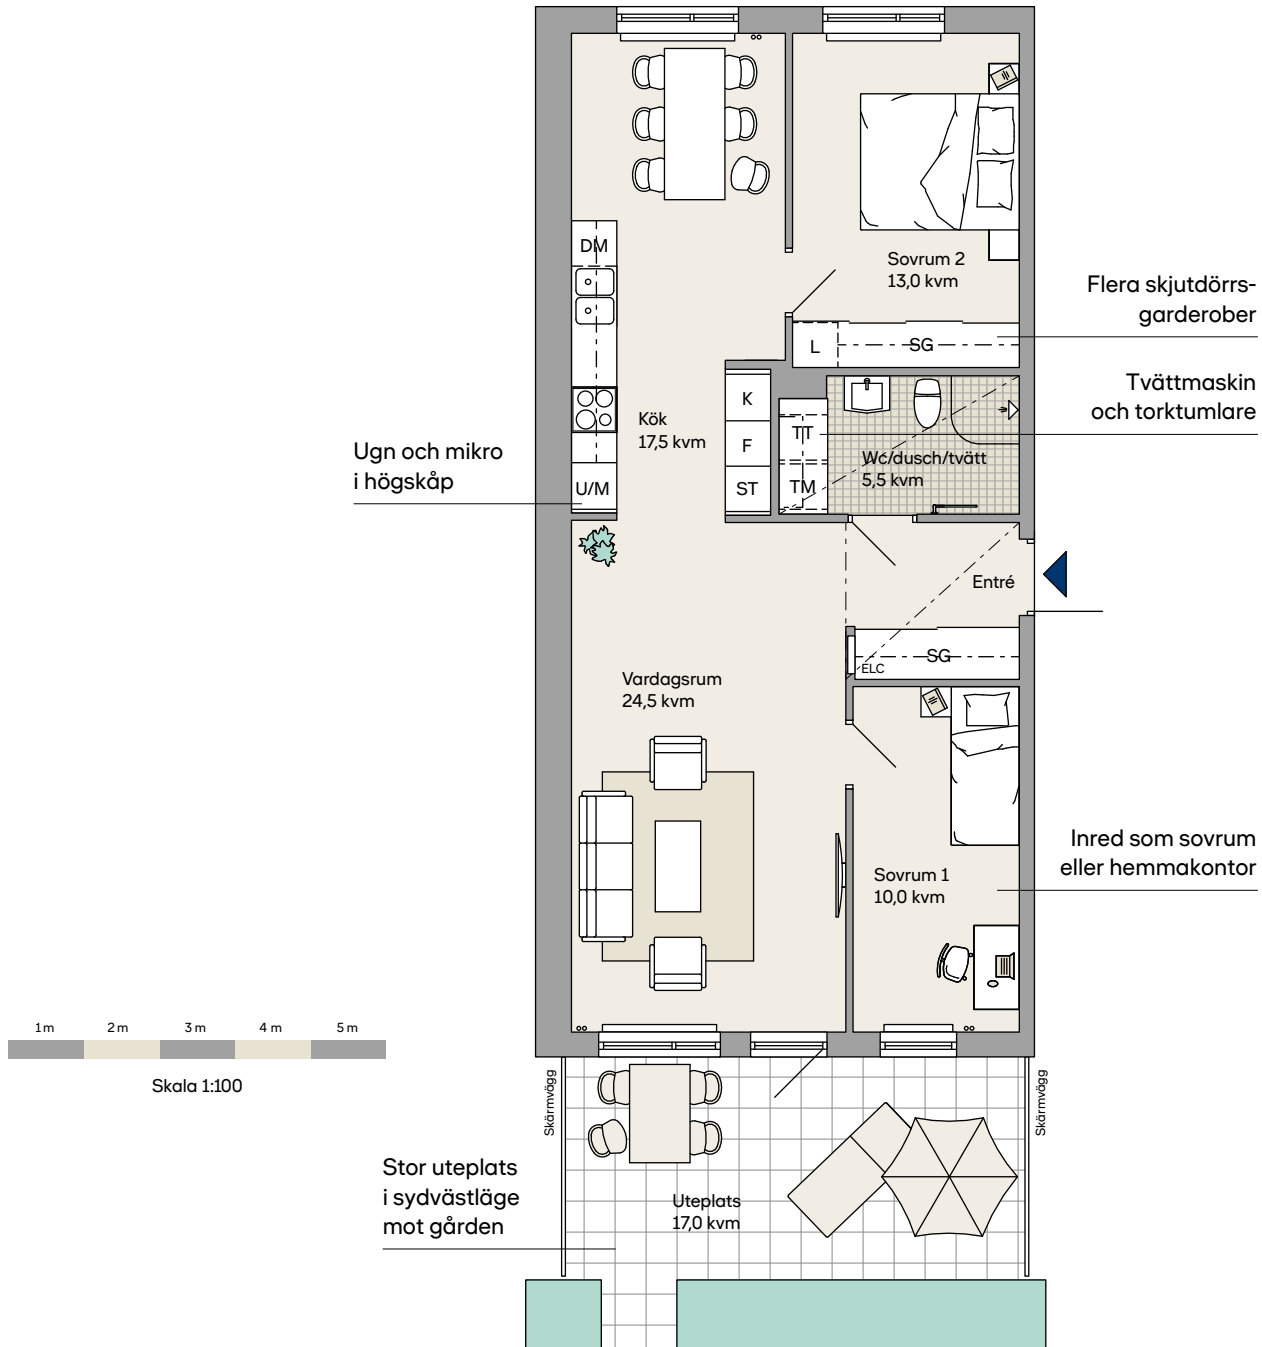 DM
Sovrum 2
13,0 kvm
Flera skjutdörrs-
garderober
L
SG
Tvättmaskin
och torktumlare
K
Kök
17,5 kvm
TT
F
Wc/dusch/tvätt
5,5 kvm
Ugn och mikro
i högskåp
U/M
ST
TM
Entré
SG
ELC
Vardagsrum
24,5 kvm
Inred som sovrum
eller hemmakontor
Sovrum 1
10,0 kvm
1 m 2 m 3 m 4 m 5 m
Skala 1:100
Skärmvägg
Skärmvägg
Stor uteplats
i sydvästläge
mot gården
Uteplats
17,0 kvm